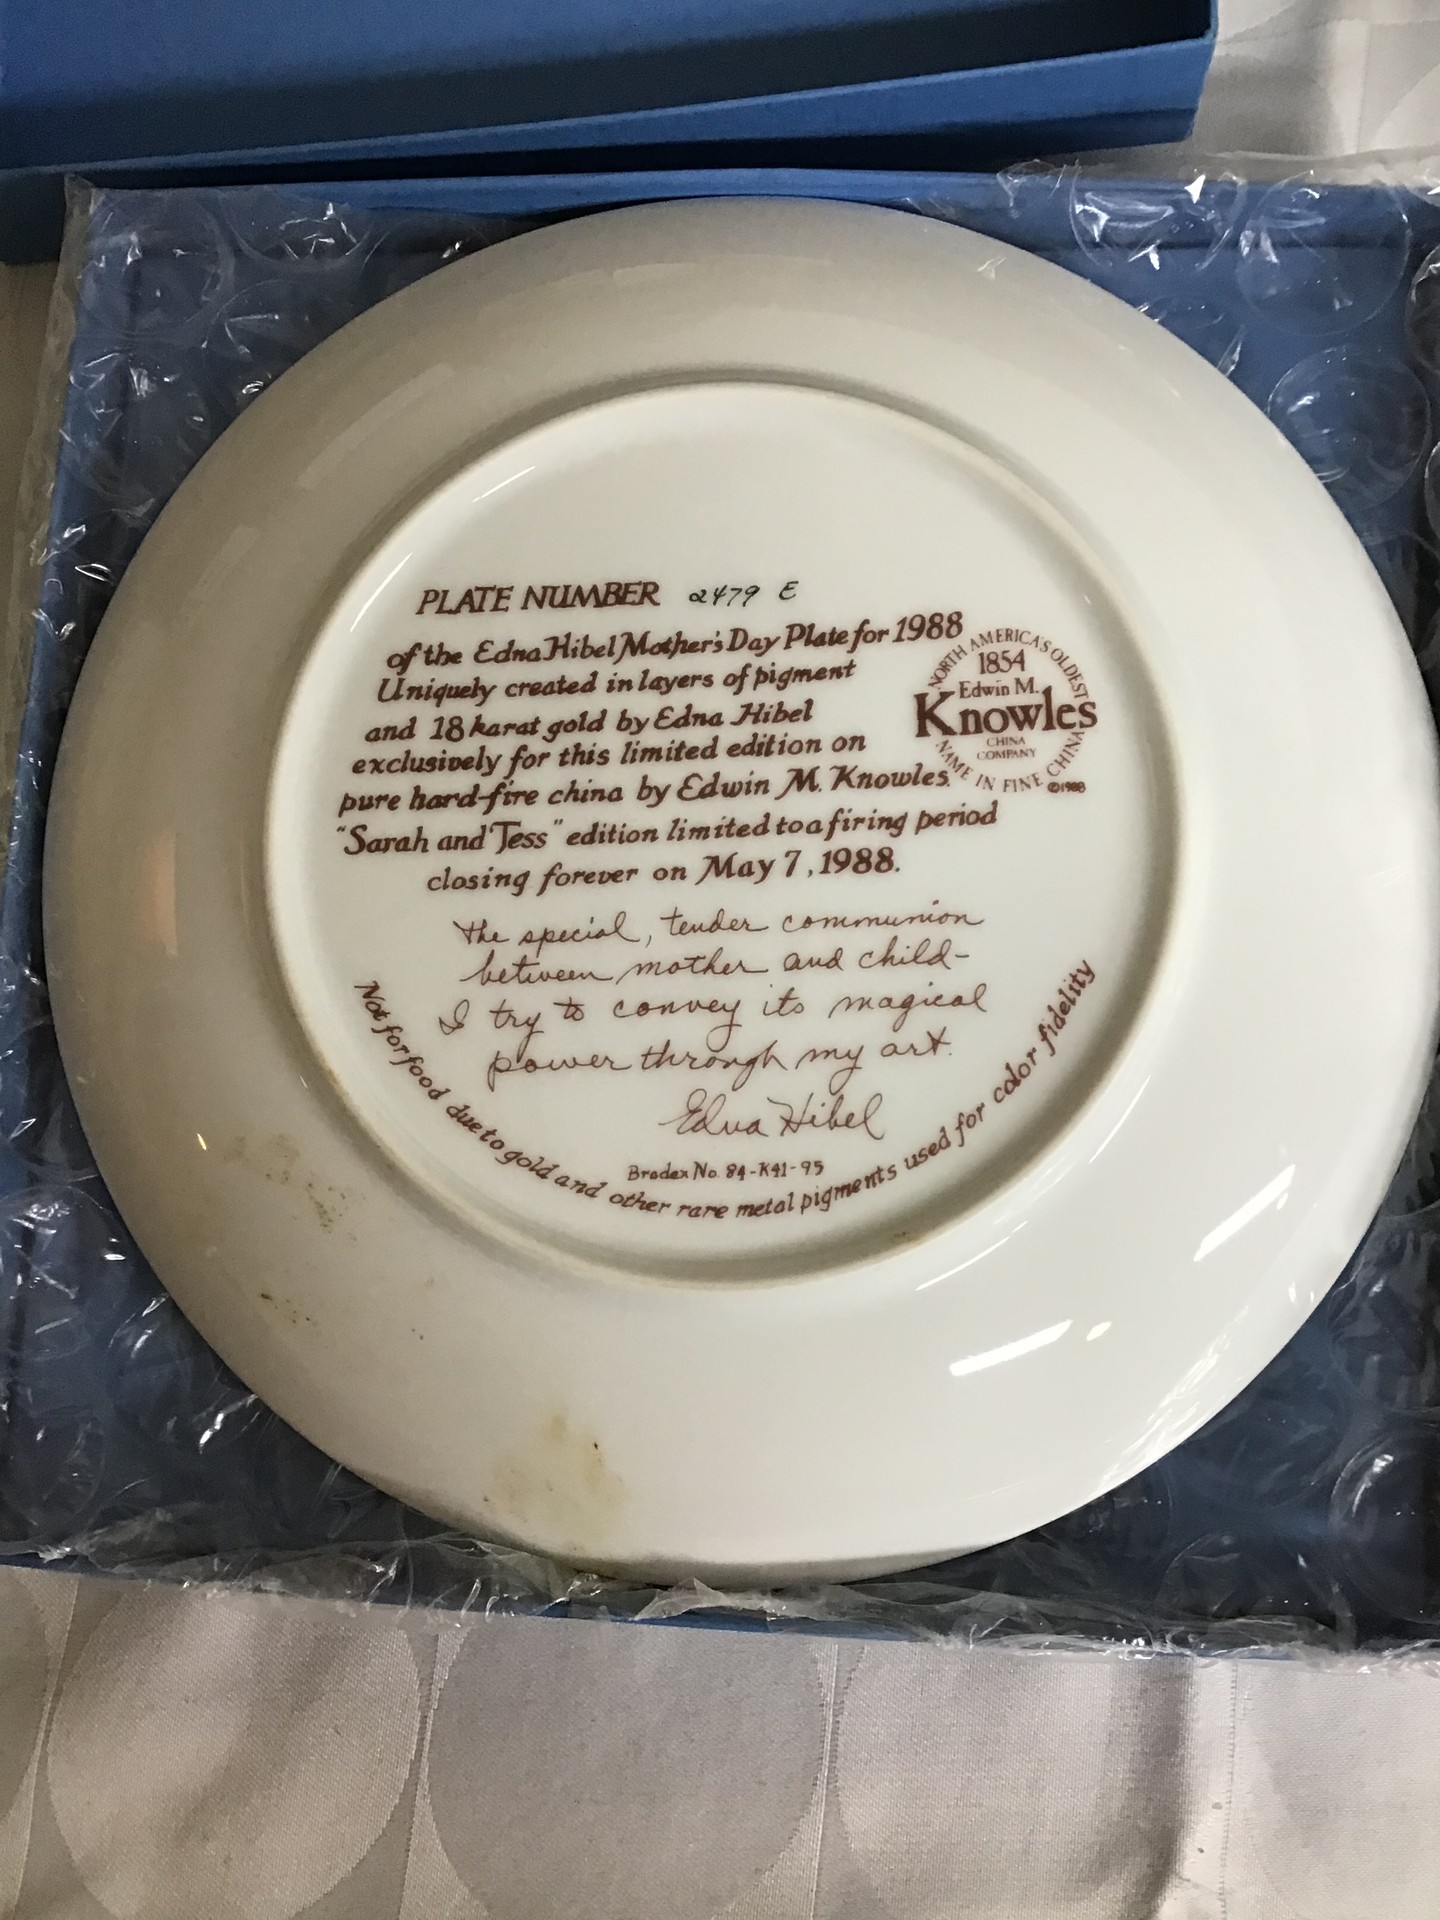 PLATE NUMBER 2479 E
of the Edna Hibel Mother's Day Plate for 1988
Uniquely created in layers of pigment
and 18 karat gold by Edna Hibel
exclusively for this limited edition on
pure hard-fire china by Edwin M. Knowles.
"Sarah and Tess" edition limited to a firing period
closing forever on May 7, 1988.
NORTH AMERICA'S OLDEST
1854
Edwin M.
Knowles
CHINA
COMPANY
NAME IN FINE CHINA
©1988
the special, tender communion
between mother and child-
I try to convey its magical
power through my art.
Edna Hibel
Bradex No. 84-K41-95
Not for food due to gold and other rare metal pigments used for color fidelity